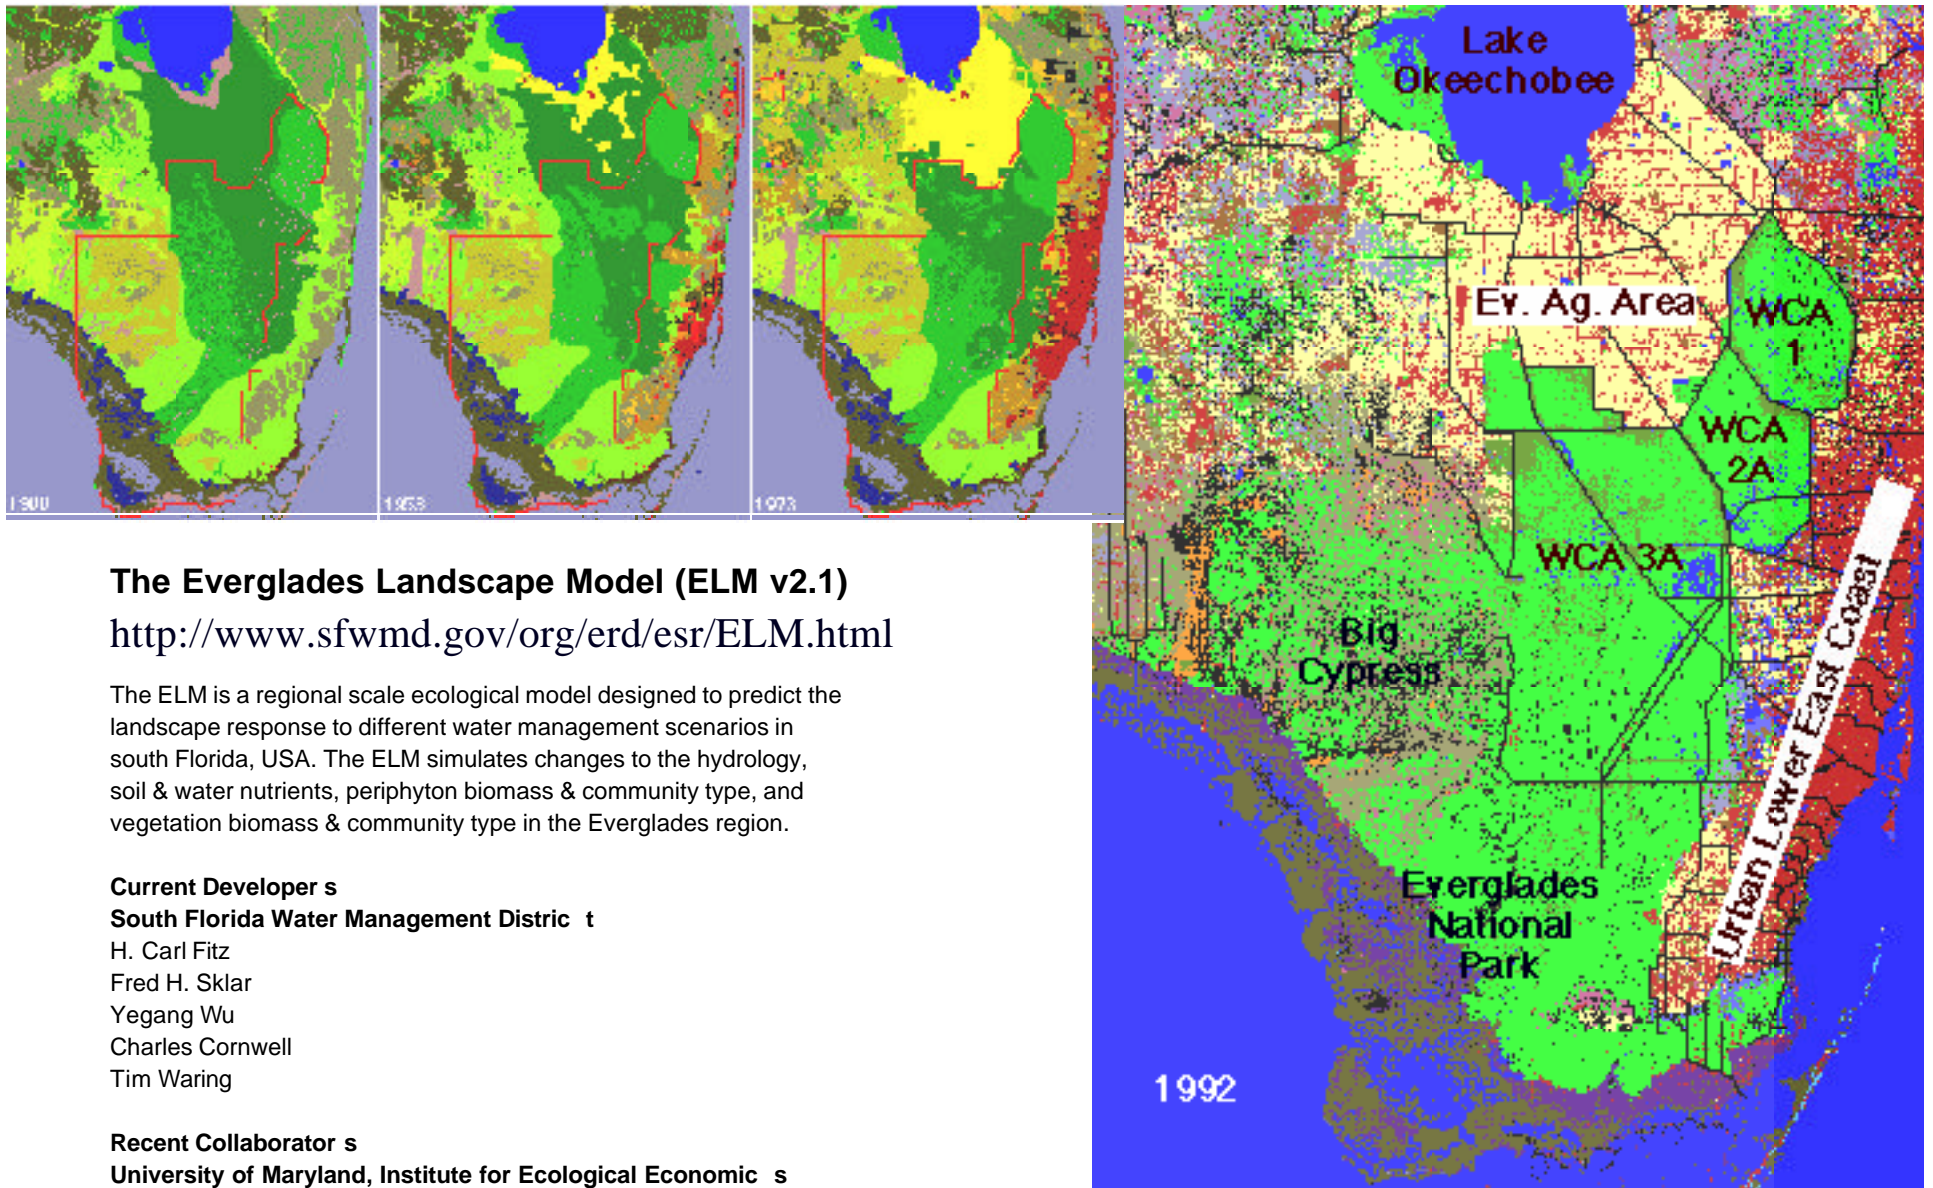 1900
1953
1973
The Everglades Landscape Model (ELM v2.1)
http://www.sfwmd.gov/org/erd/esr/ELM.html
The ELM is a regional scale ecological model designed to predict the
landscape response to different water management scenarios in
south Florida, USA. The ELM simulates changes to the hydrology,
soil & water nutrients, periphyton biomass & community type, and
vegetation biomass & community type in the Everglades region.
Current Developer s
South Florida Water Management Distric t
H. Carl Fitz
Fred H. Sklar
Yegang Wu
Charles Cornwell
Tim Waring
Recent Collaborator s
University of Maryland, Institute for Ecological Economic s
Lake
Okeechobee
Ev. Ag. Area
WCA
1
WCA
2A
WCA 3A
Big
Cypress
Urban Lower East Coast
Everglades
National
Park
1992